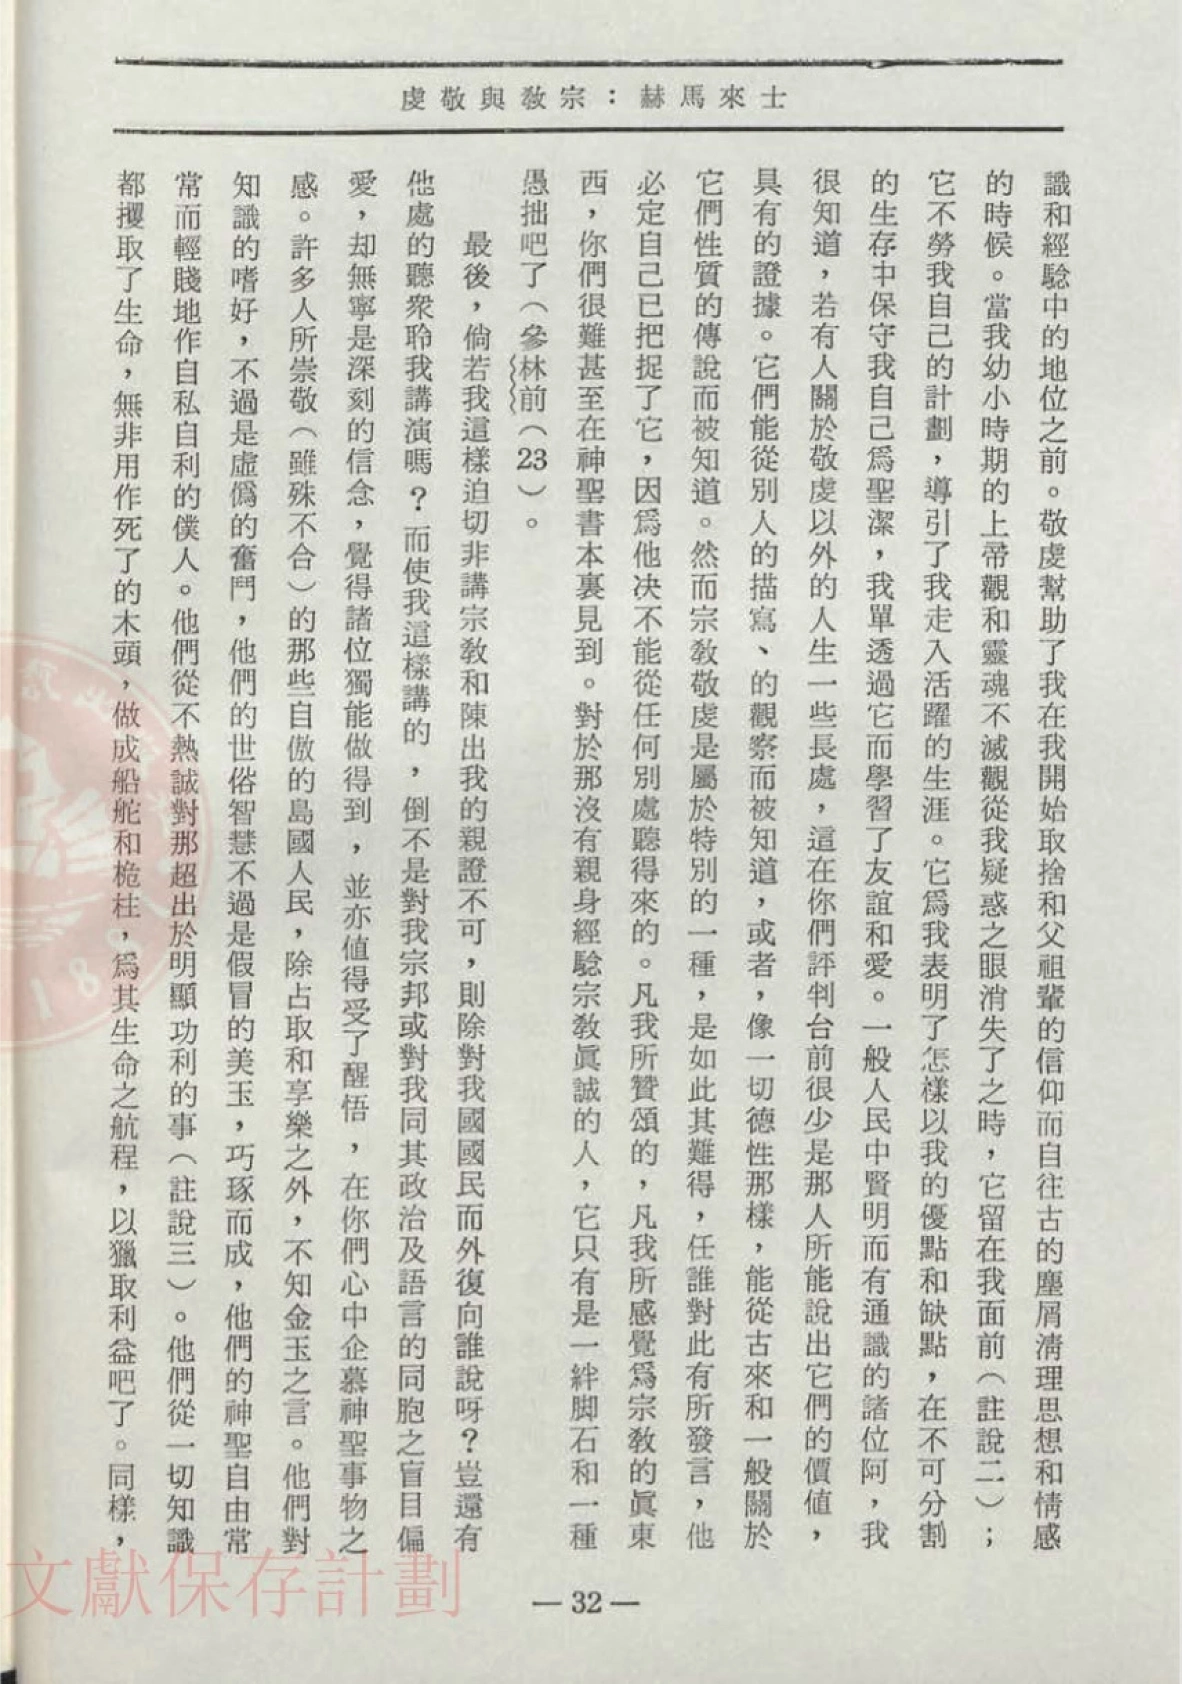 士來馬赫：宗教與敬虔
識和經驗中的地位之前。敬虔幫助了我在我開始取捨和父祖輩的信仰而自往古的塵屑清理思想和情感
的時候。當我幼小時期的上帝觀和靈魂不滅觀從我疑惑之眼消失了之時，它留在我面前（註說二）；
它不勞我自己的計劃，導引了我走入活躍的生涯。它爲我表明了怎樣以我的優點和缺點，在不可分割
的生存中保守我自己爲聖潔，我單透過它而學習了友誼和愛。一般人民中賢明而有通識的諸位阿，我
很知道，若有人關於敬虔以外的人生一些長處，這在你們評判台前很少是那人所能說出它們的價值，
具有的證據。它們能從別人的描寫、的觀察而被知道，或者，像一切德性那樣，能從古來和一般關於
它們性質的傳說而被知道。然而宗教敬虔是屬於特別的一種，是如此其難得，任誰對此有所發言，他
必定自己已把捉了它，因爲他決不能從任何別處聽得來的。凡我所贊頌的，凡我所感覺爲宗教的眞東
西，你們很難甚至在神聖書本裏見到。對於那沒有親身經驗宗教眞誠的人，它只有是一絆脚石和一種
愚拙吧了（參林前（23）。
最後，倘若我這樣迫切非講宗教和陳出我的親證不可，則除對我國國民而外復向誰說呀？豈還有
他處的聽衆聆我講演嗎？而使我這樣講的，倒不是對我宗邦或對我同其政治及語言的同胞之盲目偏
愛，却無寧是深刻的信念，覺得諸位獨能做得到，並亦值得受了醒悟，在你們心中企慕神聖事物之
感。許多人所崇敬（雖殊不合）的那些自傲的島國人民，除占取和享樂之外，不知金玉之言。他們對
知識的嗜好，不過是虛僞的奮鬥，他們的世俗智慧不過是假冒的美玉，巧琢而成，他們的神聖自由常
常而輕賤地作自私自利的僕人。他們從不熱誠對那超出於明顯功利的事（註說三）。他們從一切知識
都攫取了生命，無非用作死了的木頭，做成船舵和桅柱，爲其生命之航程，以獵取利益吧了。同樣，
— 32 —
文獻保存計劃